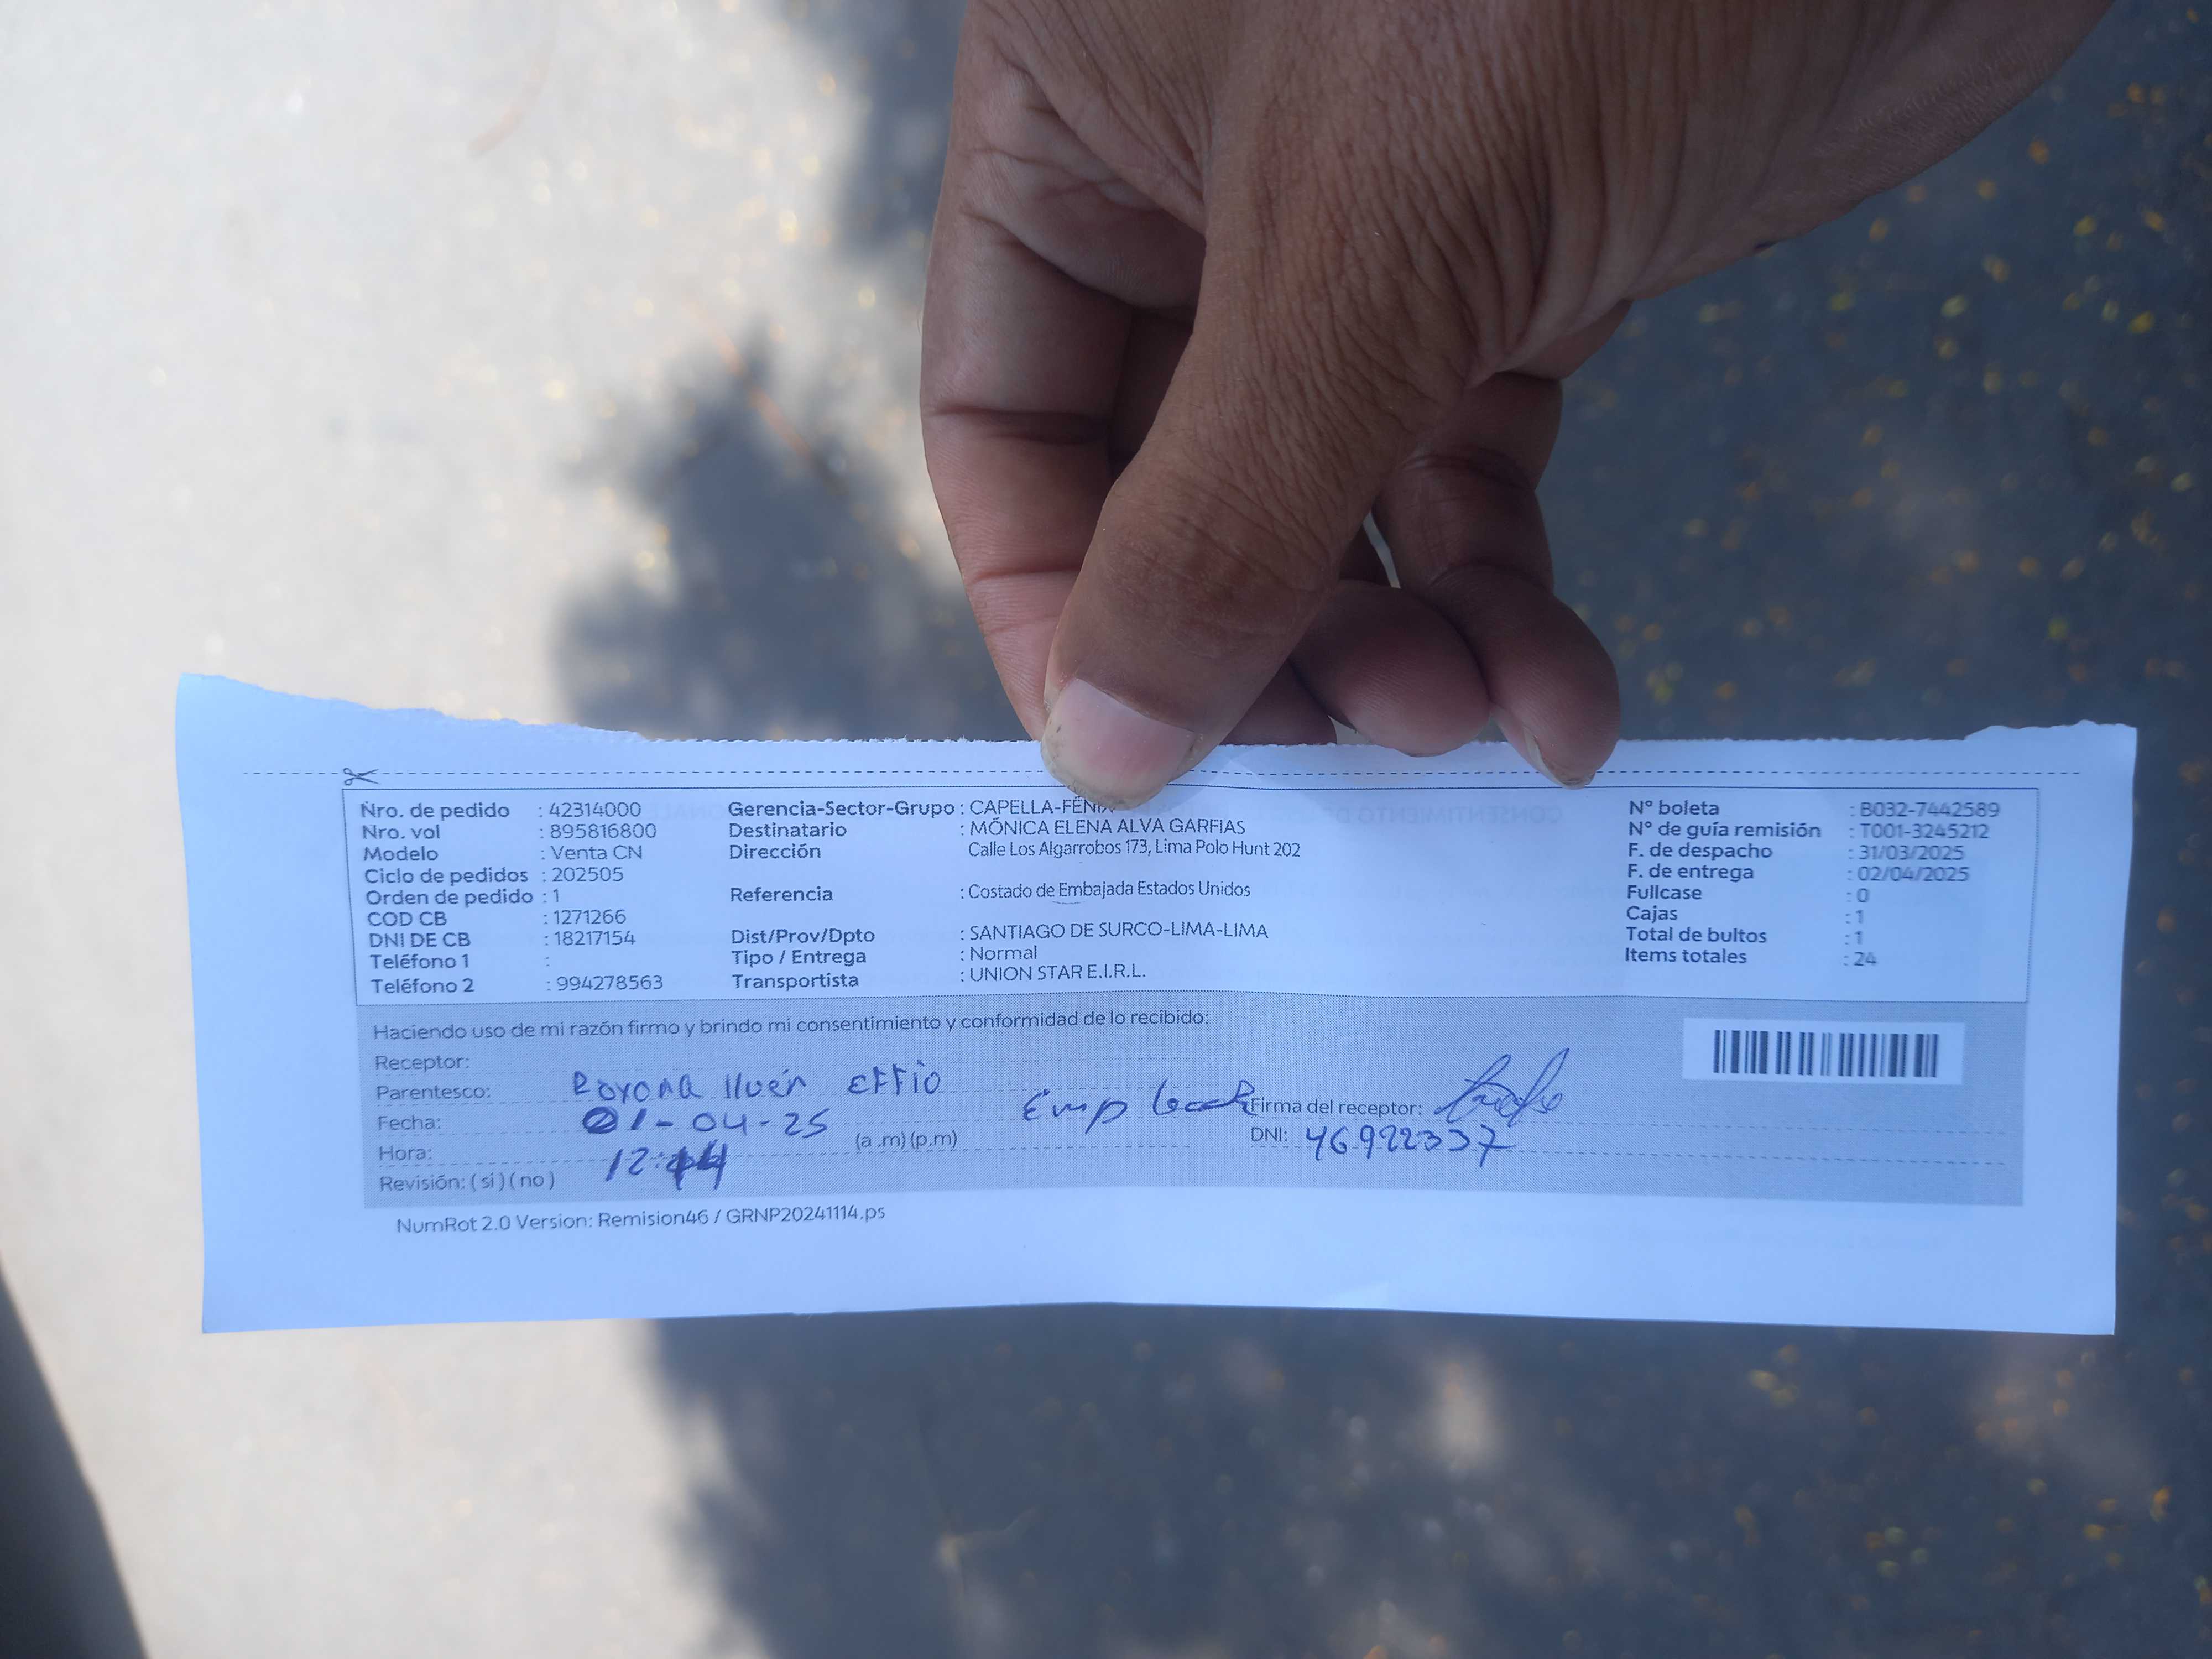 Nro. de pedido : 42314000
Nro. vol : 895816800
Modelo : Venta CN
Ciclo de pedidos : 202505
Orden de pedido : 1
COD CB : 1271266
DNI DE CB : 18217154
Teléfono 1 :
Teléfono 2 : 994278563
Gerencia-Sector-Grupo : CAPELLA-FÉNIX
Destinatario : MÓNICA ELENA ALVA GARFIAS
Dirección Calle Los Algarrobos 173, Lima Polo Hunt 202
Referencia : Costado de Embajada Estados Unidos
Dist/Prov/Dpto : SANTIAGO DE SURCO-LIMA-LIMA
Tipo / Entrega : Normal
Transportista : UNION STAR E.I.R.L.
N° boleta : B032-7442589
N° de guía remisión : T001-3245212
F. de despacho : 31/03/2025
F. de entrega : 02/04/2025
Fullcase : 0
Cajas : 1
Total de bultos : 1
Items totales : 24
Haciendo uso de mi razón firmo y brindo mi consentimiento y conformidad de lo recibido:
Receptor:
Parentesco: Effio
Fecha: 01-04-25
Hora: 12: (a .m) (p.m)
Revisión: ( si ) ( no )
Firma del receptor:
DNI: 46922337
NumRot 2.0 Version: Remision46 / GRNP20241114.ps